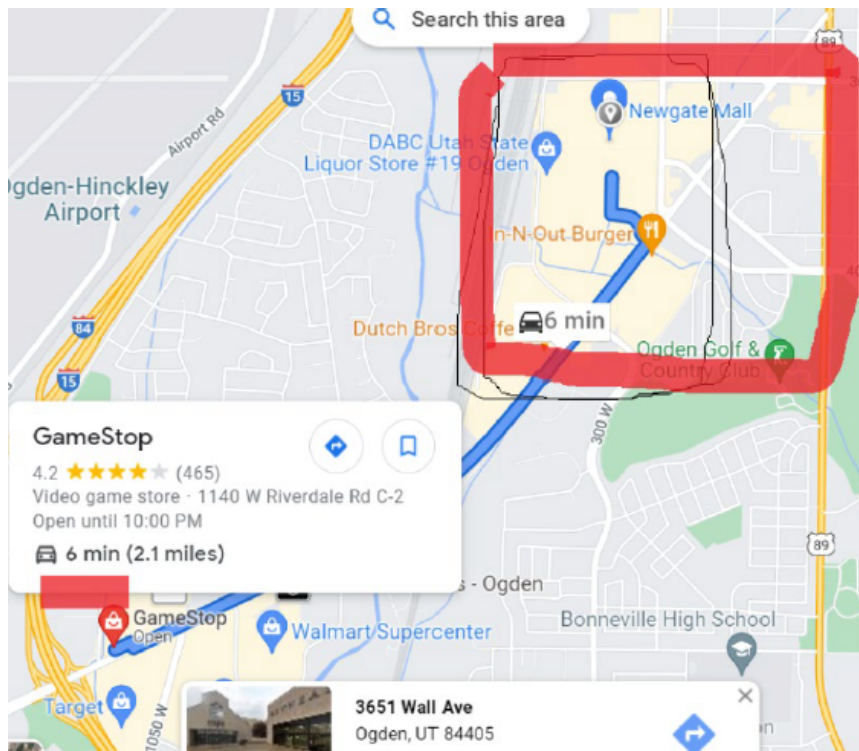 Search this area
89
15
Airport Rd
Newgate Mall
DABC Utah State
Liquor Store #19 Ogden
Ogden-Hinckley
Airport
In-N-Out Burger
84
Dutch Bros Coffe
6 min
Ogden Golf &
Country Club
15
GameStop
4.2 (465)
Video game store · 1140 W Riverdale Rd C-2
Open until 10:00 PM
6 min (2.1 miles)
300 W
89
s - Ogden
GameStop
Open
Walmart Supercenter
Bonneville High School
Target
1050 W
3651 Wall Ave
Ogden, UT 84405